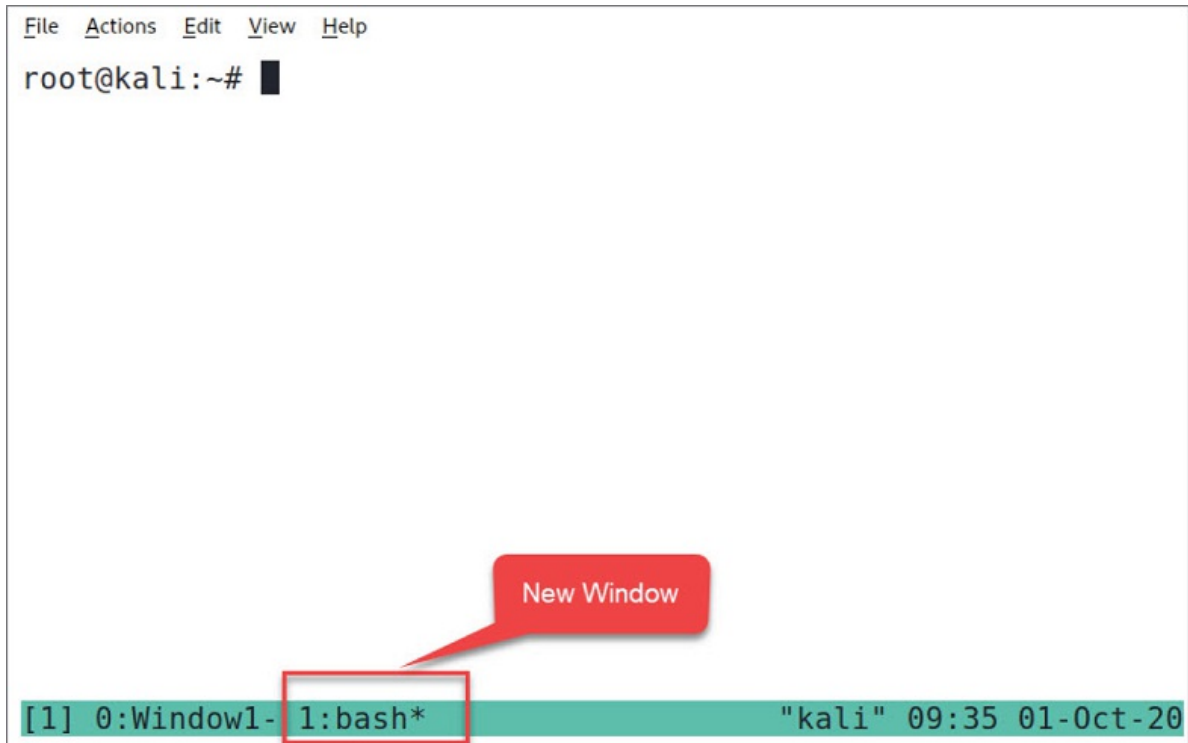 File Actions Edit View Help
root@kali:~#
New Window
[1] 0:Window1- 1:bash* "kali" 09:35 01-Oct-20